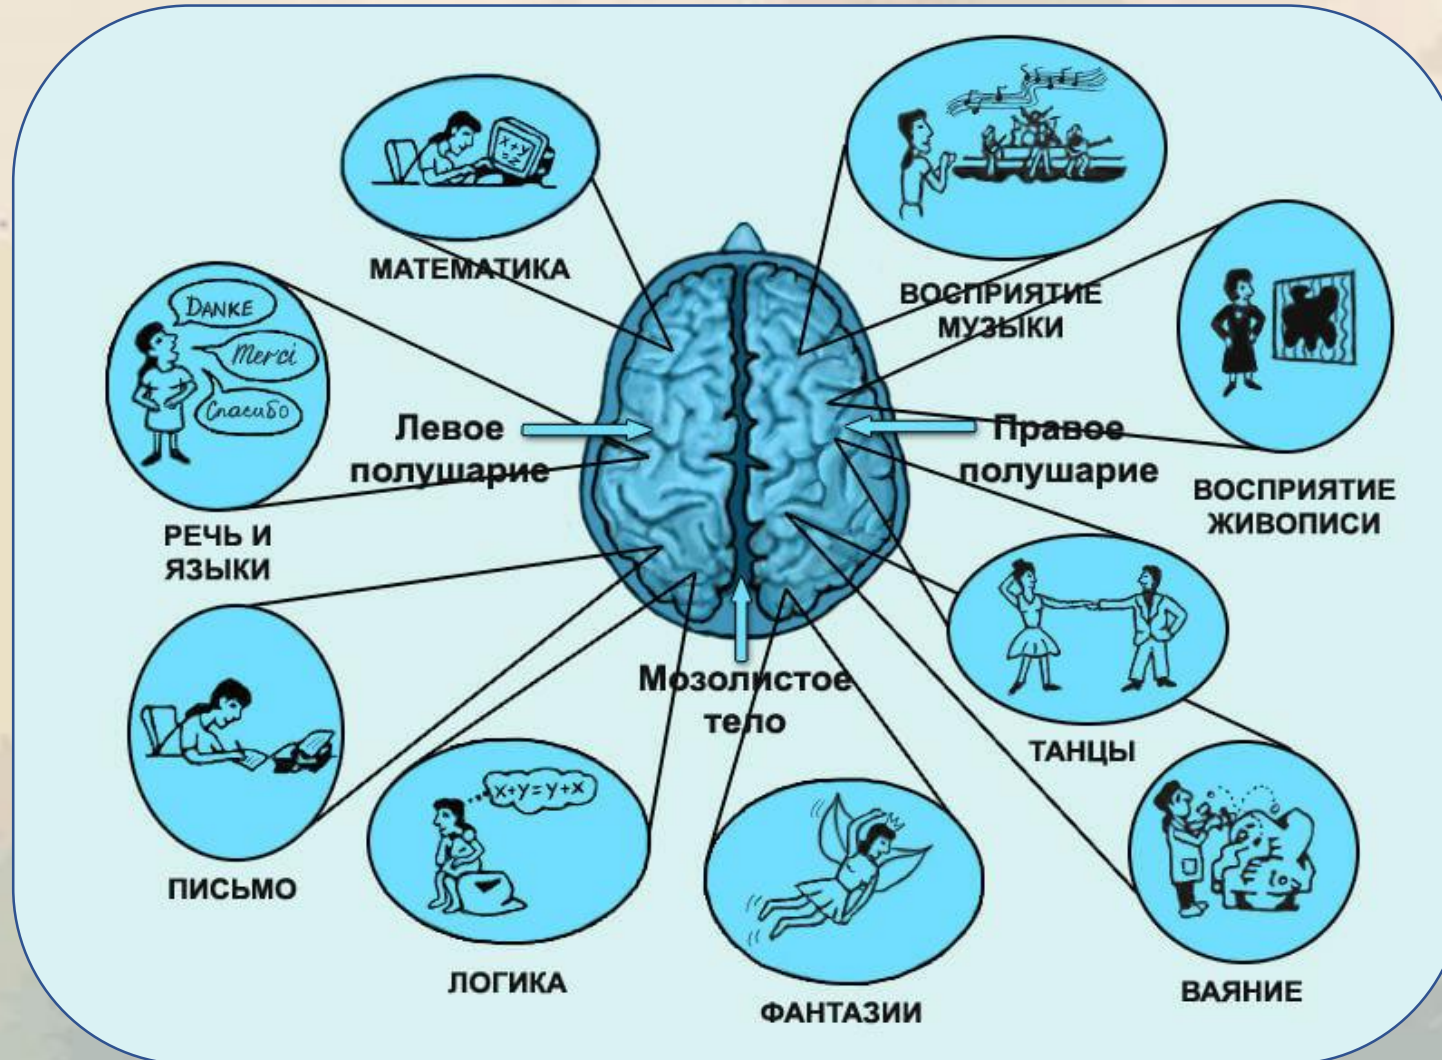 x+y
=z
МАТЕМАТИКА
ВОСПРИЯТИЕ
МУЗЫКИ
DANKE
Merci
Спасибо
РЕЧЬ И
ЯЗЫКИ
Левое
полушарие
Правое
полушарие
ВОСПРИЯТИЕ
ЖИВОПИСИ
Мозолистое
тело
ТАНЦЫ
ПИСЬМО
x+y=y+x
ЛОГИКА
ФАНТАЗИИ
ВАЯНИЕ